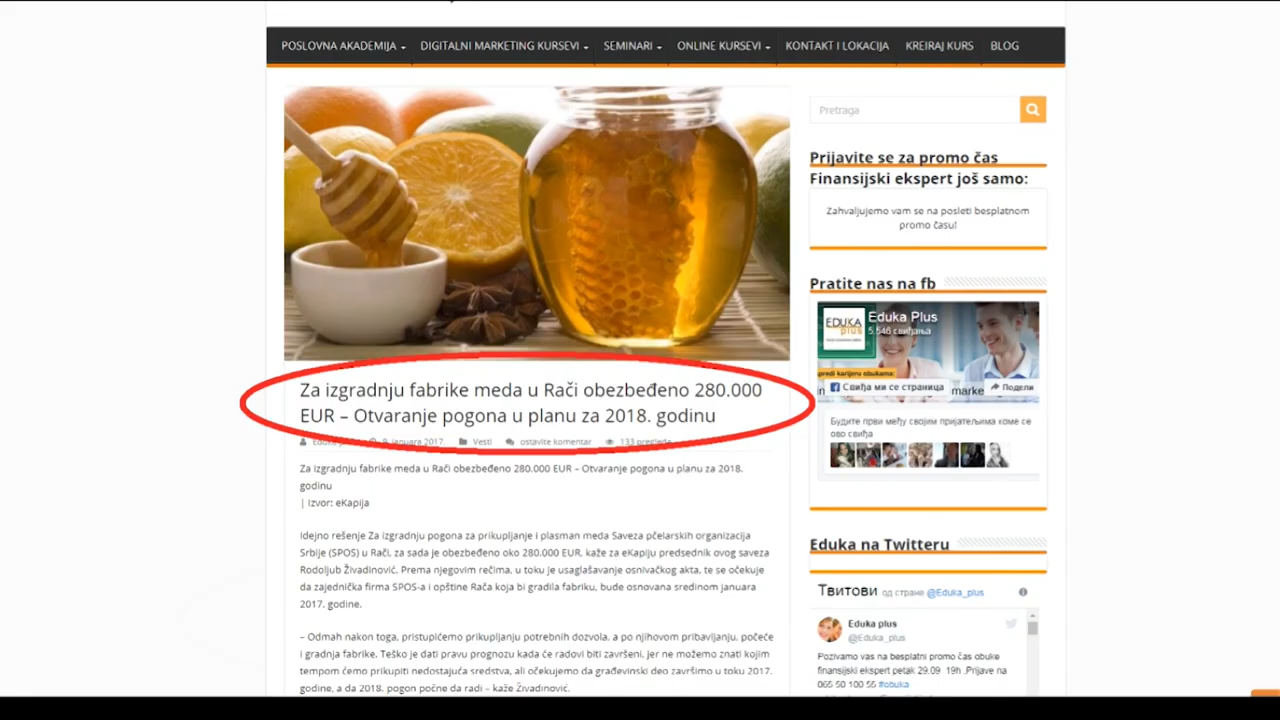 POSLOVNA AKADEMIJA
DIGITALNI MARKETING KURSEVI
SEMINARI
ONLINE KURSEVI
KONTAKT I LOKACIJA
KREIRAJ KURS
BLOG
Za izgradnju fabrike meda u Rači obezbeđeno 280.000
EUR – Otvaranje pogona u planu za 2018. godinu
januara 2017.
Vesti
ostavite komentar
133 pregleda
Za izgradnju fabrike meda u Rači obezbeđeno 280.000 EUR – Otvaranje pogona u planu za 2018.
godinu
| Izvor: eKapija
Idejno rešenje Za izgradnju pogona za prikupljanje i plasman meda Saveza pčelarskih organizacija
Srbije (SPOS) u Rači, za sada je obezbeđeno oko 280.000 EUR, kaže za eKapiju predsednik ovog saveza
Rodoljub Živadinović. Prema njegovim rečima, u toku je usaglašavanje osnivačkog akta, te se očekuje
da zajednička firma SPOS-a i opštine Rača koja bi gradila fabriku, bude osnovana sredinom januara
2017. godine.
– Odmah nakon toga, pristupićemo prikupljanju potrebnih dozvola, a po njihovom pribavljanju, počeće
i gradnja fabrike. Teško je dati pravu prognozu kada će radovi biti završeni, jer ne možemo znati kojim
tempom ćemo prikupiti nedostajuća sredstva, ali očekujemo da građevinski deo završimo u toku 2017.
godine, a da 2018. pogon počne da radi – kaže Živadinović.
Pretraga
Prijavite se za promo čas
Finansijski ekspert još samo:
Zahvaljujemo vam se na posleti besplatnom
promo času!
Pratite nas na fb
EDUKA
plus
Eduka Plus
5.546 свиђања
predi karijeru obukama:
Свиђа ми се страница
marke
Подели
Будите први међу својим пријатељима коме се
ово свиђа
Eduka na Twitteru
Твитови од стране @Eduka_plus
Eduka plus
@Eduka_plus
Pozivamo vas na besplatni promo čas obuke
finansijski ekspert petak 29.09 19h .Prijave na
065 50 100 55 #obuka